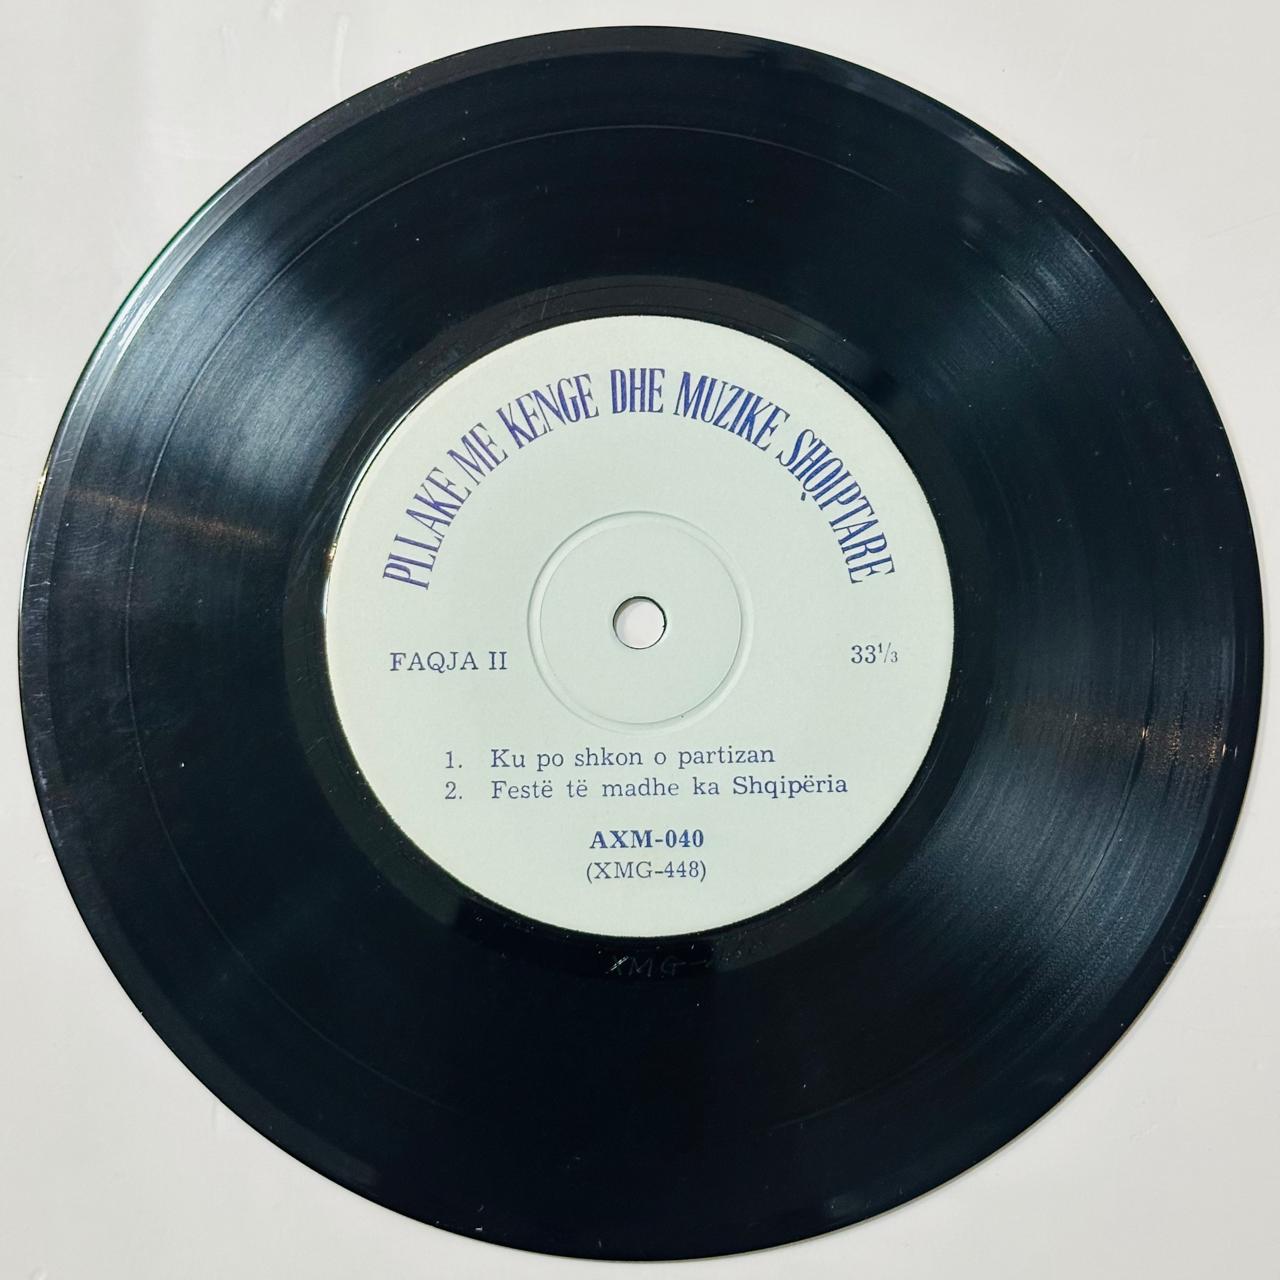 PLLAKE ME KENGE DHE MUZIKE SHQIPTARE
FAQJA II
33⅓
1. Ku po shkon o partizan
2. Festë të madhe ka Shqipëria
AXM-040
(XMG-448)
XMG-